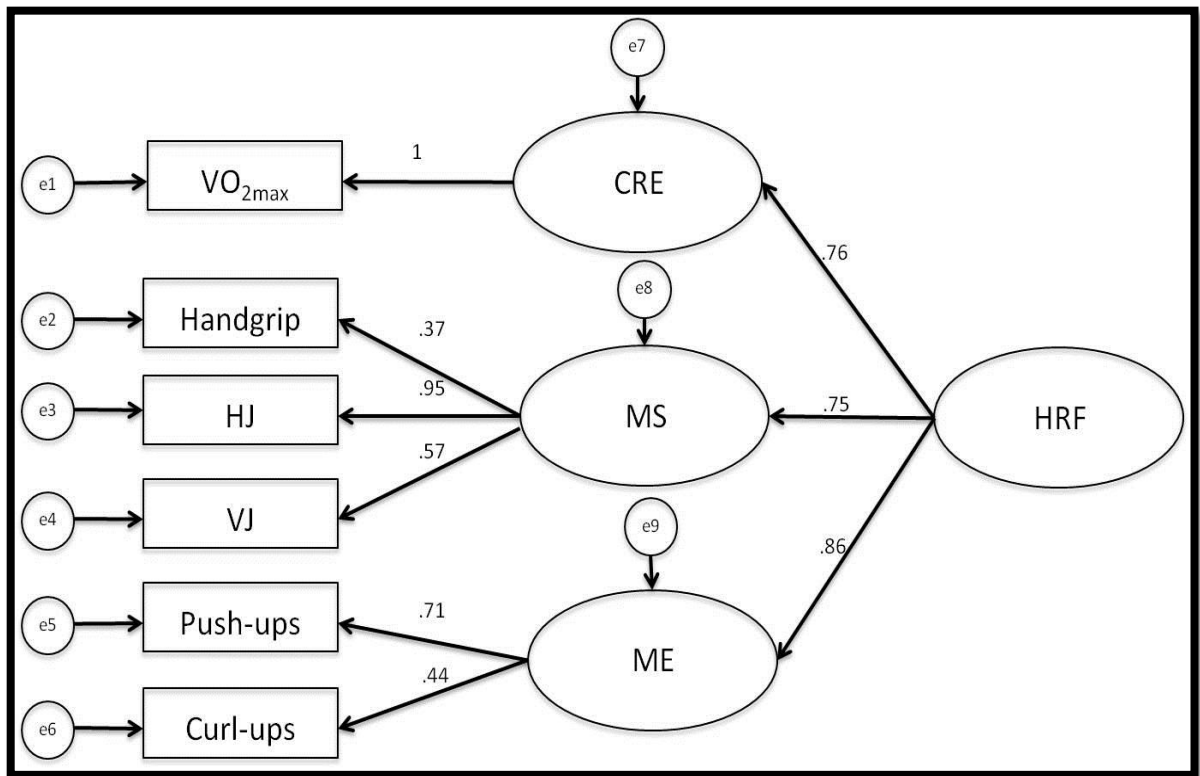 e7
e1
VO2max
1
CRE
.76
e2
Handgrip
.37
e8
e3
HJ
.95
MS
.75
HRF
.57
e4
VJ
e9
.86
e5
Push-ups
.71
ME
.44
e6
Curl-ups